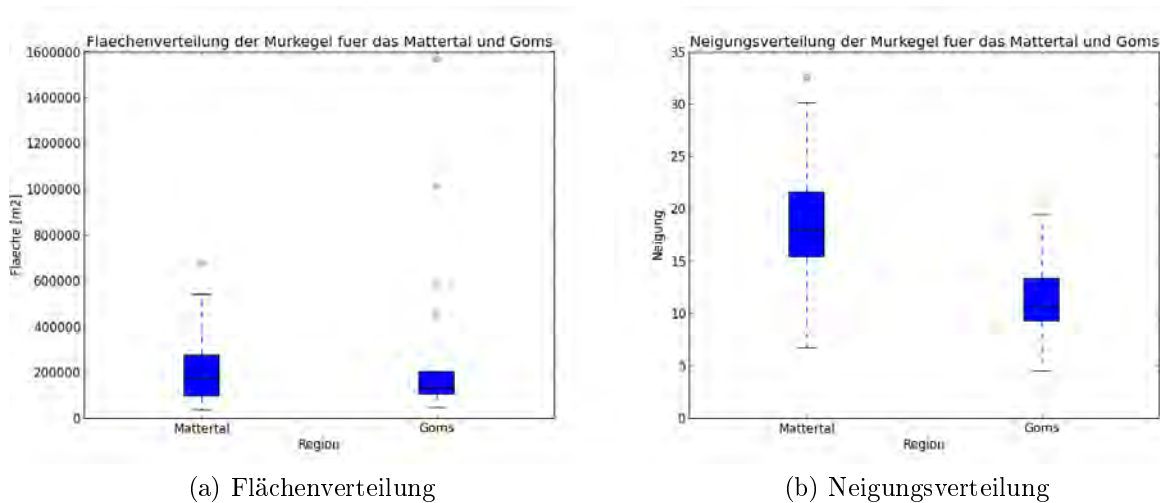 Flaechenverteilung der Murkegel fuer das Mattertal und Goms
1600000
1400000
1200000
1000000
800000
600000
400000
200000
0
Flaeche [m2]
Mattertal
Goms
Region
(a) Flächenverteilung
Neigungsverteilung der Murkegel fuer das Mattertal und Goms
35
30
25
20
15
10
5
0
Neigung
Mattertal
Goms
Region
(b) Neigungsverteilung